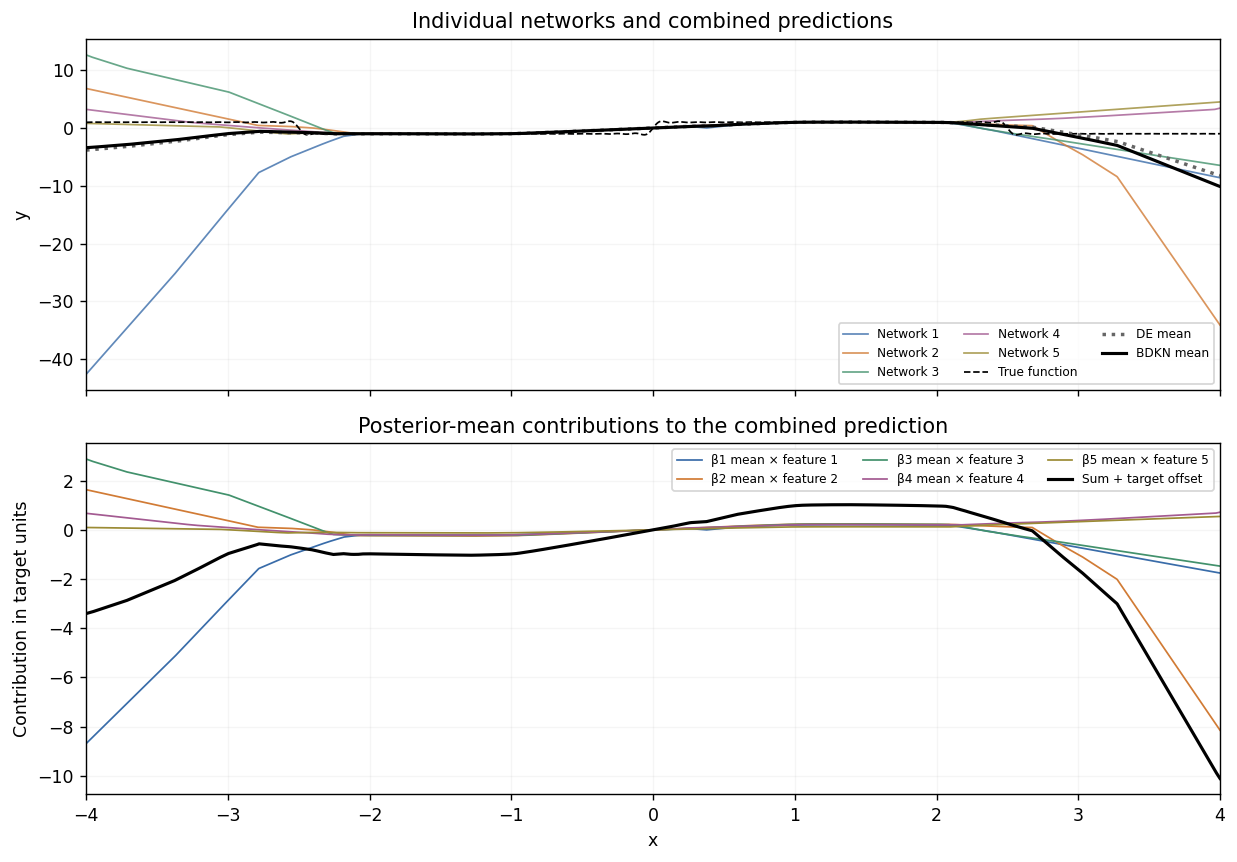 Individual networks and combined predictions
10
0
−10
−20
−30
−40
y
Network 1 Network 4 DE mean
Network 2 Network 5 BDKN mean
Network 3 True function
Posterior-mean contributions to the combined prediction
2
0
−2
−4
−6
−8
−10
Contribution in target units
β1 mean × feature 1 β3 mean × feature 3 β5 mean × feature 5
β2 mean × feature 2 β4 mean × feature 4 Sum + target offset
−4 −3 −2 −1 0 1 2 3 4
x